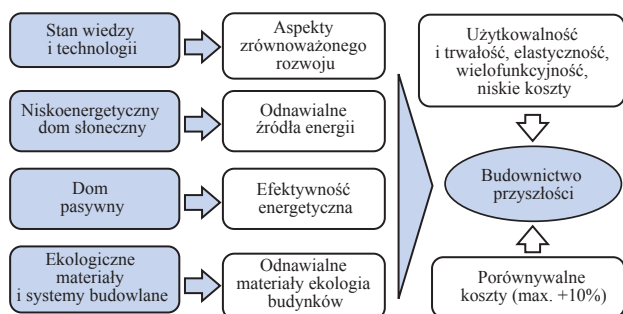 Stan wiedzy
i technologii
Aspekty
zrównoważonego
rozwoju
Niskoenergetyczny
dom słoneczny
Odnawialne
źródła energii
Dom
pasywny
Efektywność
energetyczna
Ekologiczne
materiały
i systemy budowlane
Odnawialne
materiały ekologia
budynków
Użytkowalność
i trwałość, elastyczność,
wielofunkcyjność,
niskie koszty
Budownictwo
przyszłości
Porównywalne
koszty (max. +10%)